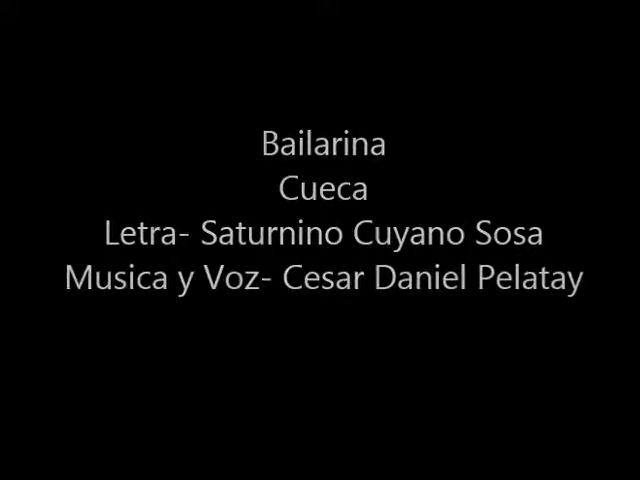 Bailarina
Cueca
Letra- Saturnino Cuyano Sosa
Musica y Voz- Cesar Daniel Pelatay